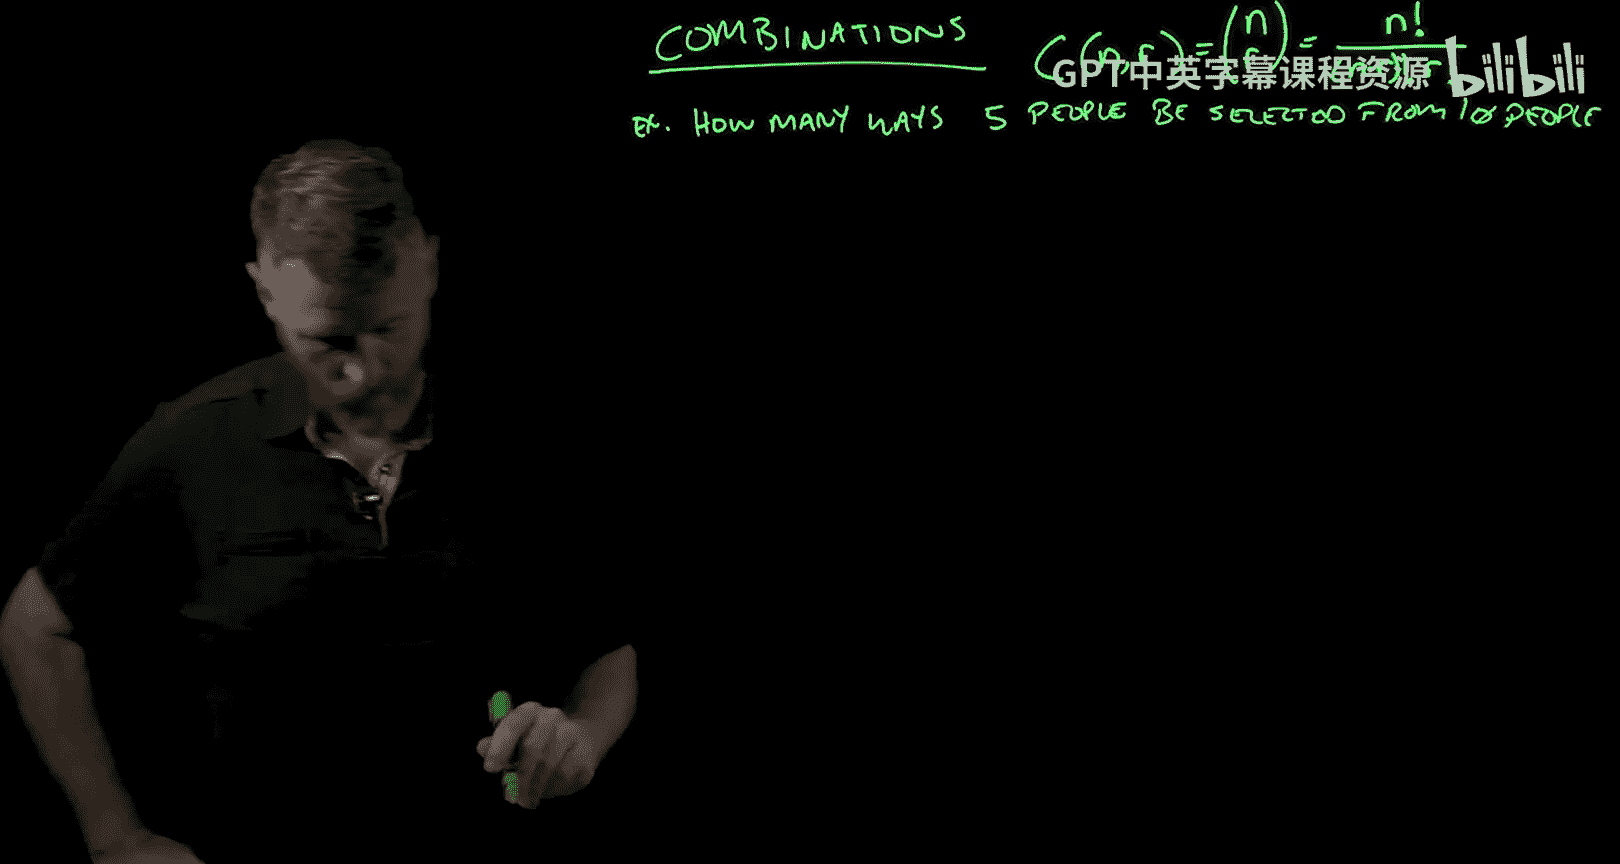 COMBINATIONS C(n,r) = (n r) = n!
GPT中英字幕课程资源 bilibili
EX. HOW MANY WAYS 5 PEOPLE BE SELECTED FROM 10 PEOPLE